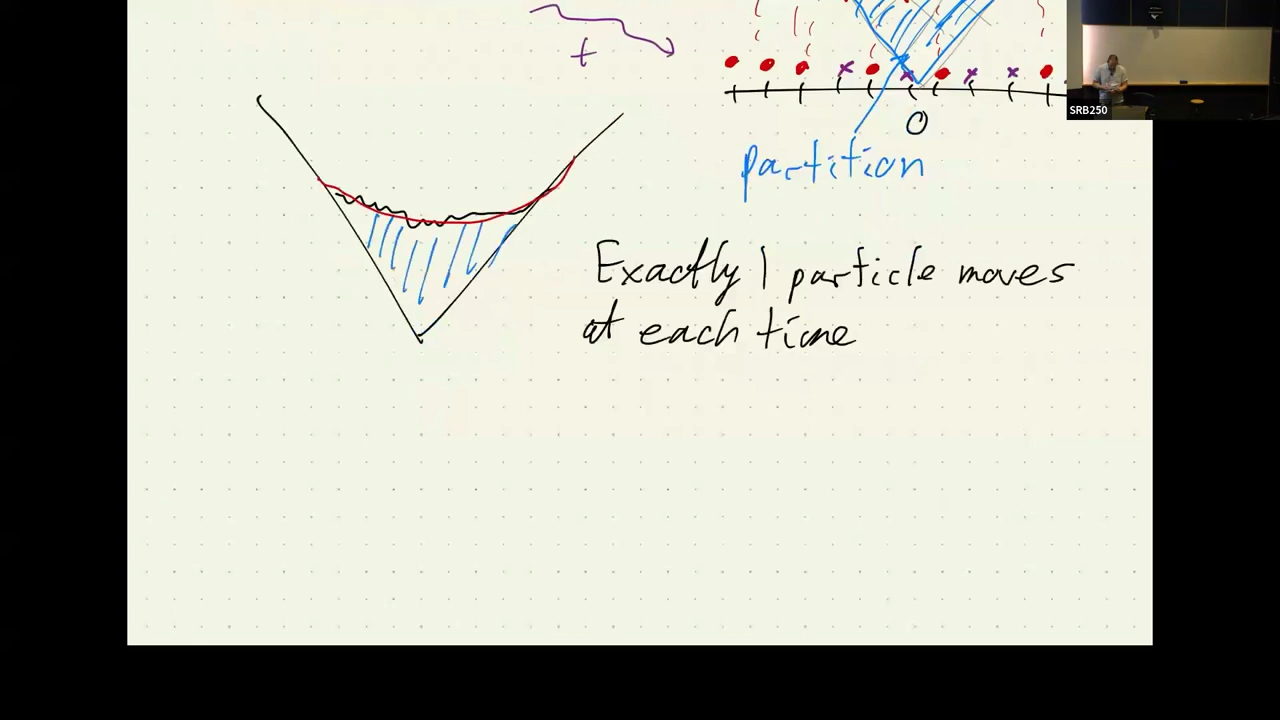 t
SRB250
0
partition
Exactly 1 particle moves
at each time